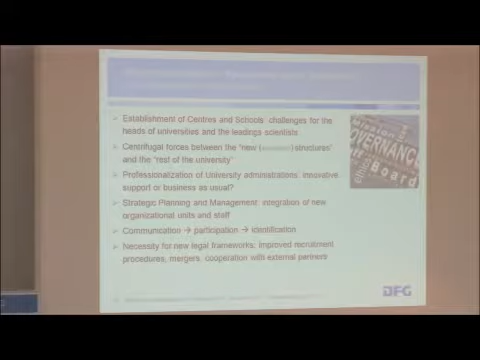 Establishment of Centres and Schools: challenges for the
heads of universities and the leadings scientists
Centrifugal forces between the "new ( ) structures"
and the "rest of the university"
Professionalization of University administrations: innovative
support or business as usual?
Strategic Planning and Management: integration of new
organizational units and staff
Communication → participation → identification
Necessity for new legal frameworks; improved recruitment
procedures, mergers, cooperation with external partners
Mission
GOVERNANCE
Board
DFG